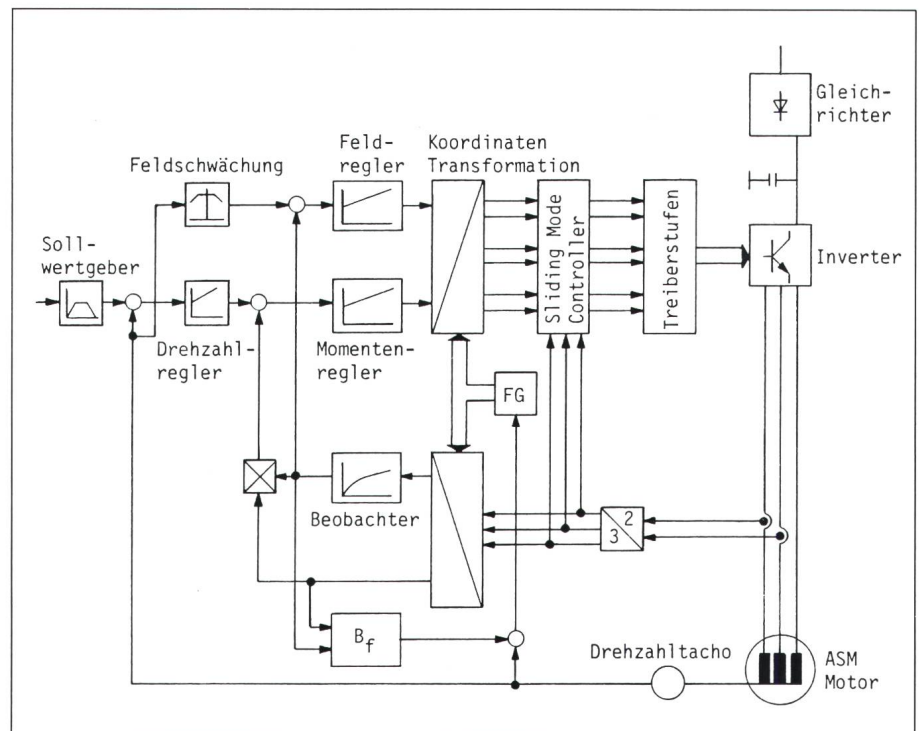 Gleich-
richter
Feldschwächung
Feld-
regler
Koordinaten
Transformation
Soll-
wertgeber
Sliding Mode
Controller
Treiberstufen
Inverter
Drehzahl-
regler
Momenten-
regler
FG
Beobachter
2
3
B_f
Drehzahltacho
ASM
Motor